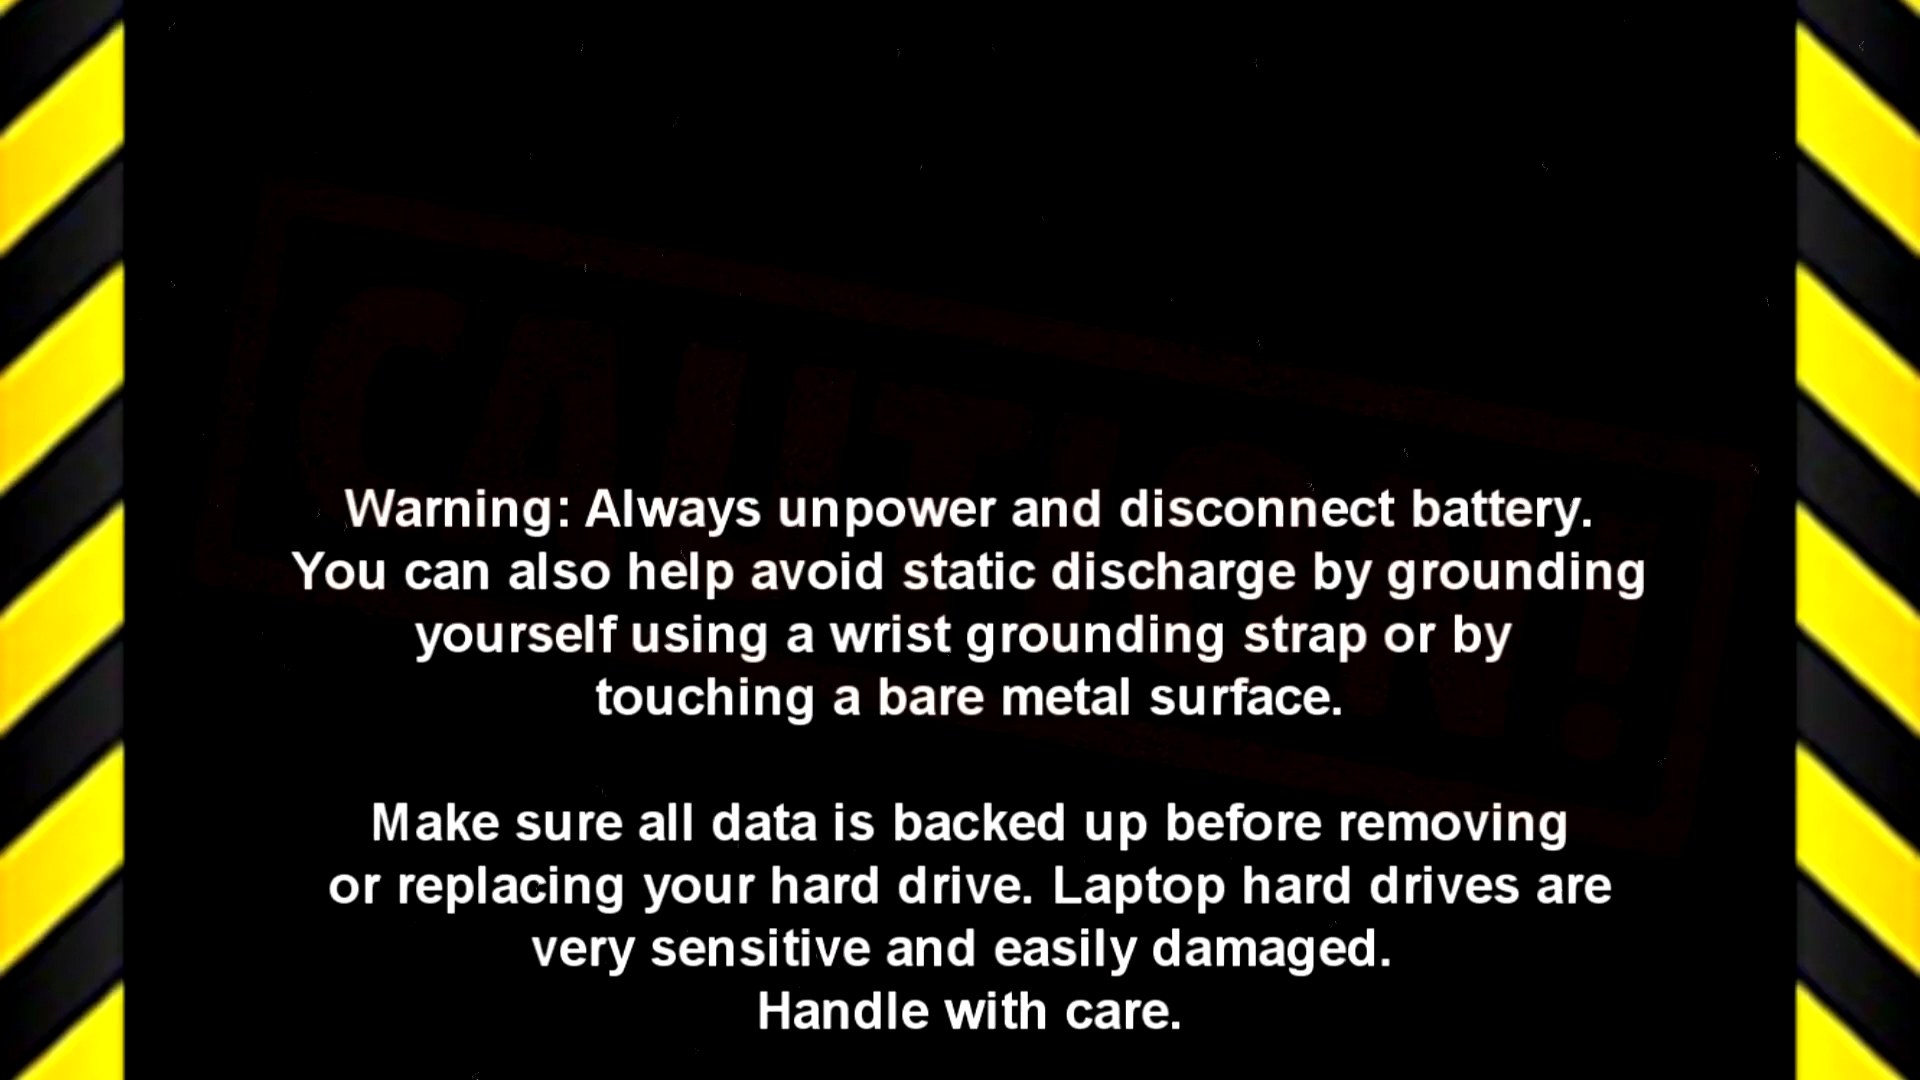 CAUTION!
Warning: Always unpower and disconnect battery.
You can also help avoid static discharge by grounding
yourself using a wrist grounding strap or by
touching a bare metal surface.
Make sure all data is backed up before removing
or replacing your hard drive. Laptop hard drives are
very sensitive and easily damaged.
Handle with care.